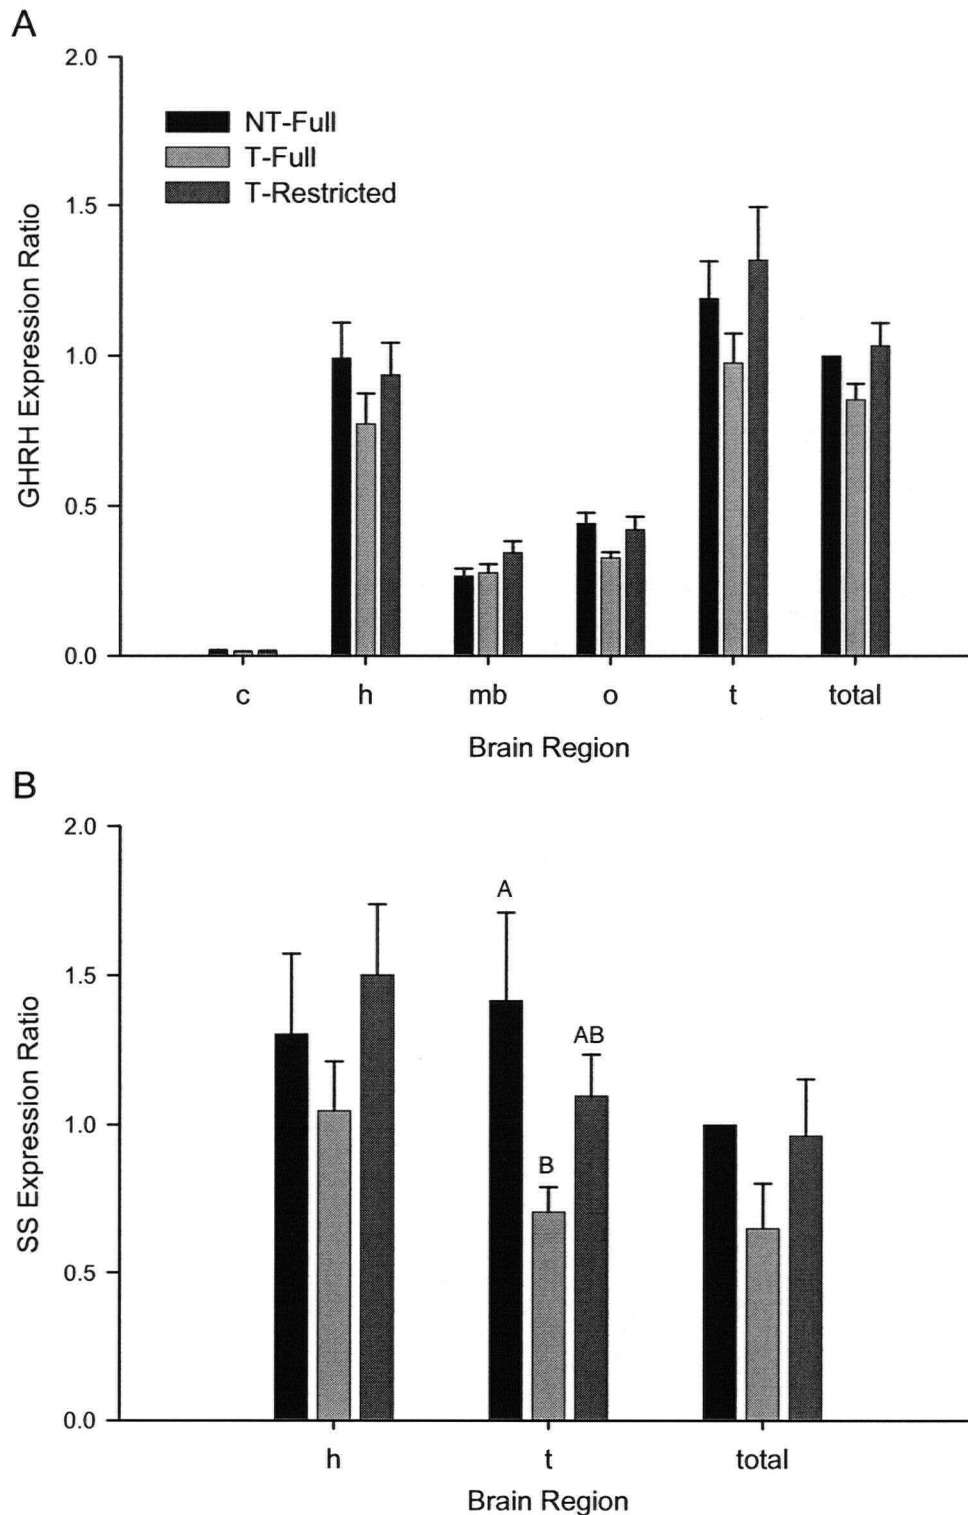 A
2.0
NT-Full
T-Full
T-Restricted
1.5
1.0
0.5
0.0
GHRH Expression Ratio
c h mb o t total
Brain Region
B
2.0
A
1.5
AB
1.0
B
0.5
0.0
SS Expression Ratio
h t total
Brain Region